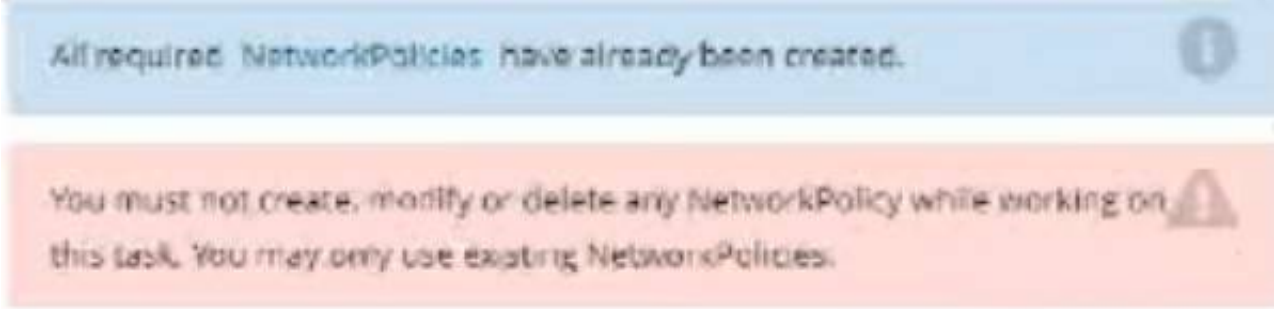 All required NetworkPolicies have already been created.
You must not create, modify or delete any NetworkPolicy while working on
this task. You may only use existing NetworkPolicies.